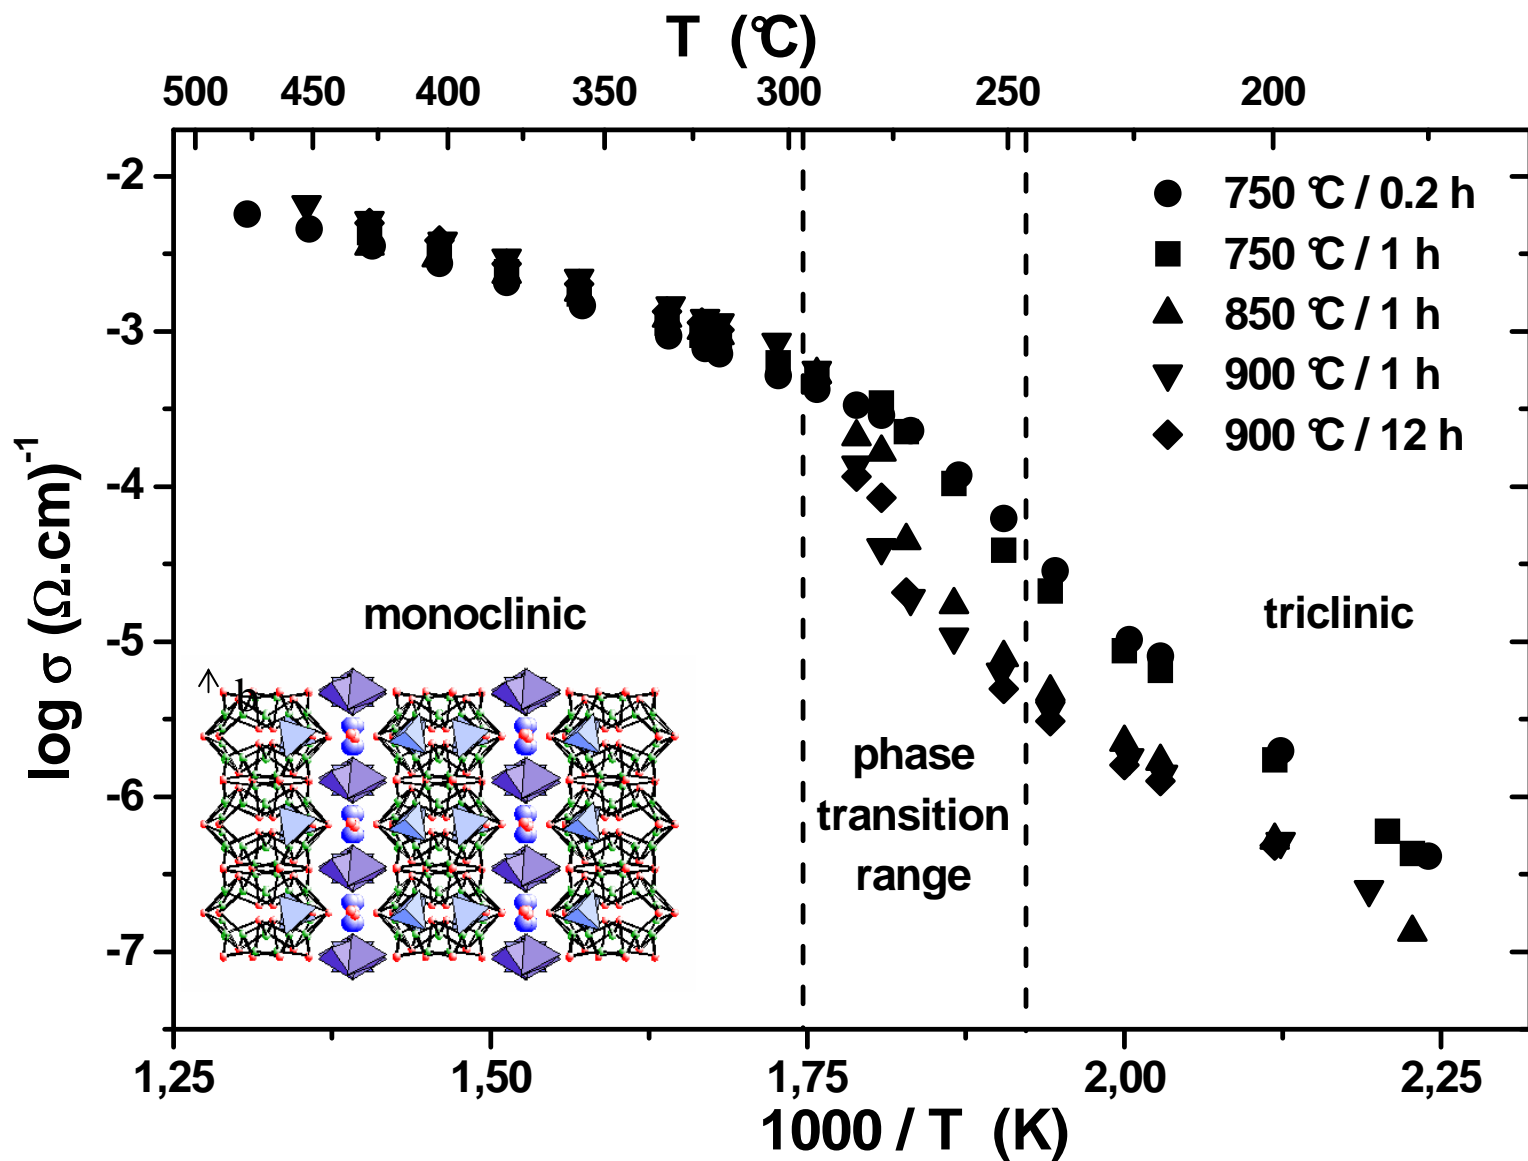 T (°C)
500 450 400 350 300 250 200
-2
-3
-4
-5
-6
-7
log σ (Ω.cm)-1
750 °C / 0.2 h
750 °C / 1 h
850 °C / 1 h
900 °C / 1 h
900 °C / 12 h
monoclinic
triclinic
b
phase
transition
range
1,25 1,50 1,75 2,00 2,25
1000 / T (K)